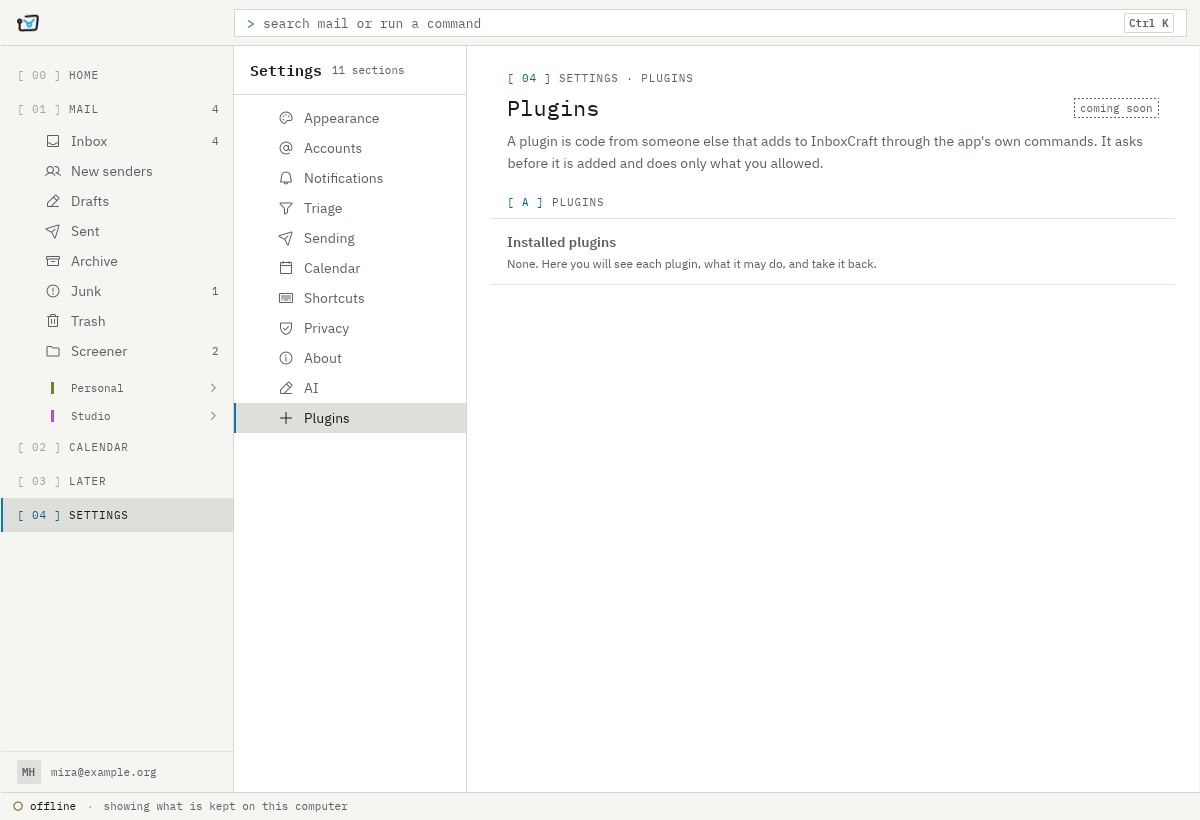 > search mail or run a command
Ctrl K
[ 00 ] HOME
[ 01 ] MAIL 4
Inbox 4
New senders
Drafts
Sent
Archive
Junk 1
Trash
Screener 2
Personal
Studio
[ 02 ] CALENDAR
[ 03 ] LATER
[ 04 ] SETTINGS
MH mira@example.org
Settings 11 sections
Appearance
Accounts
Notifications
Triage
Sending
Calendar
Shortcuts
Privacy
About
AI
Plugins
[ 04 ] SETTINGS · PLUGINS
Plugins
coming soon
A plugin is code from someone else that adds to InboxCraft through the app's own commands. It asks
before it is added and does only what you allowed.
[ A ] PLUGINS
Installed plugins
None. Here you will see each plugin, what it may do, and take it back.
offline · showing what is kept on this computer